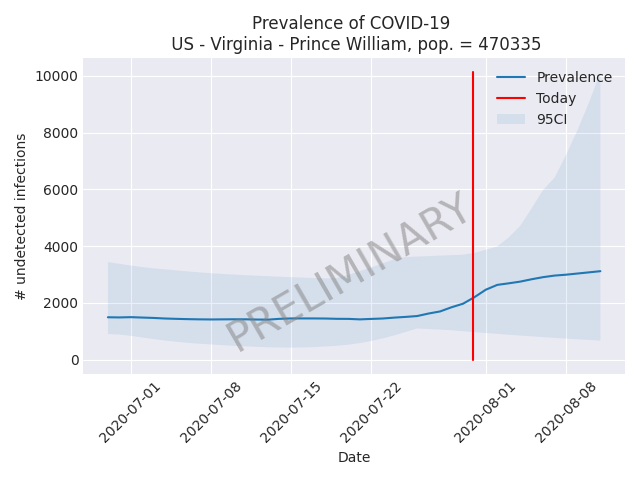 Prevalence of COVID-19
US - Virginia - Prince William, pop. = 470335
10000
8000
6000
4000
2000
0
# undetected infections
Prevalence
Today
95CI
PRELIMINARY
2020-07-01
2020-07-08
2020-07-15
2020-07-22
2020-08-01
2020-08-08
Date